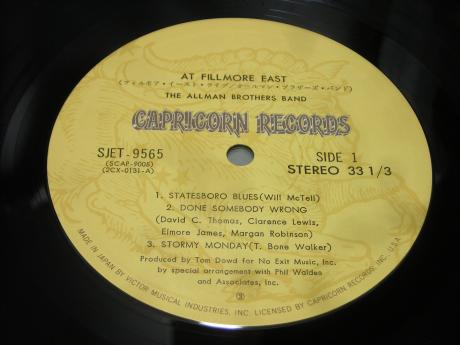 AT FILLMORE EAST
(フィルモア・イースト・ライヴ/オールマン・ブラザーズ・バンド)
THE ALLMAN BROTHERS BAND
CAPRICORN RECORDS
SJET-9565
(SCAP-9005)
(2CX-0131-A)
SIDE 1
STEREO 33 1/3
1. STATESBORO BLUES(Will McTell)
2. DONE SOMEBODY WRONG
(David C. Thomas, Clarence Lewis,
Elmore James, Margan Robinson)
3. STORMY MONDAY(T. Bone Walker)
Produced by Tom Dowd for No Exit Music, Inc.
by special arrangement with Phil Walden
and Associates, Inc.
MADE IN JAPAN BY VICTOR MUSICAL INDUSTRIES, INC. LICENSED BY CAPRICORN RECORDS, INC. U.S.A.